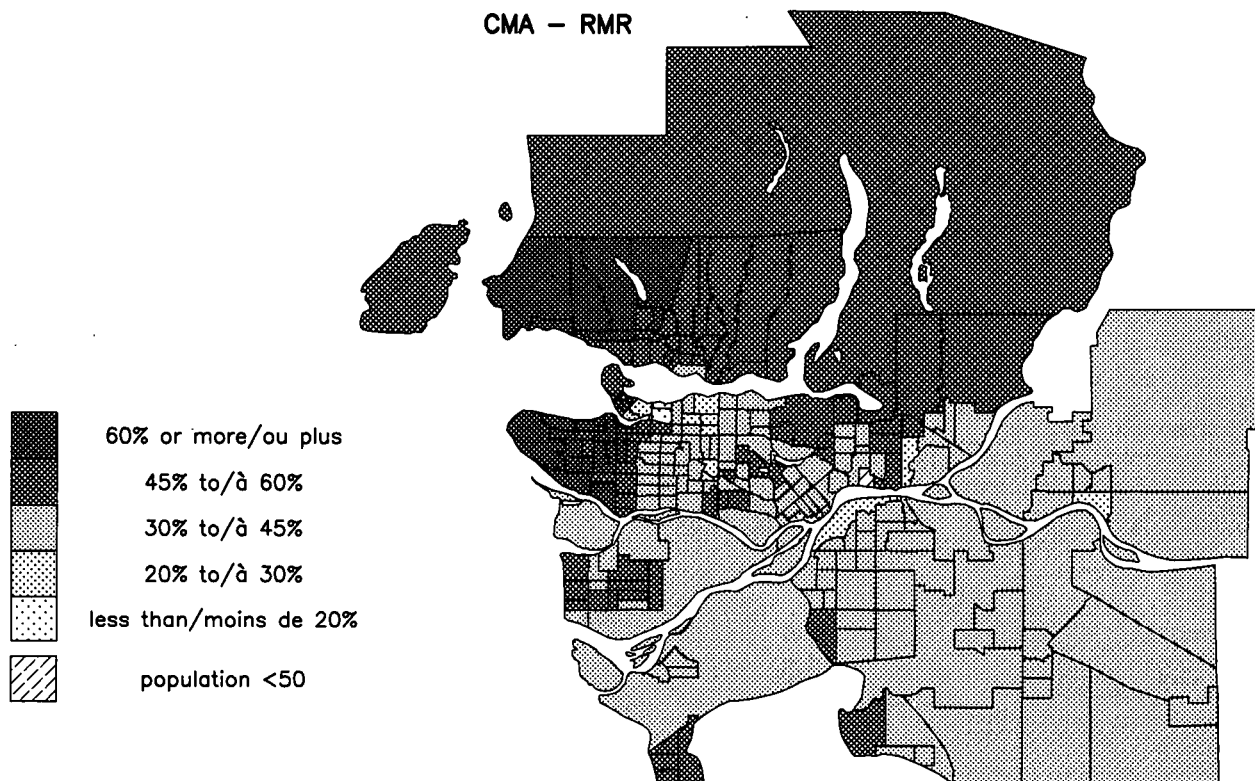 CMA – RMR
60% or more/ou plus
45% to/à 60%
30% to/à 45%
20% to/à 30%
less than/moins de 20%
population <50